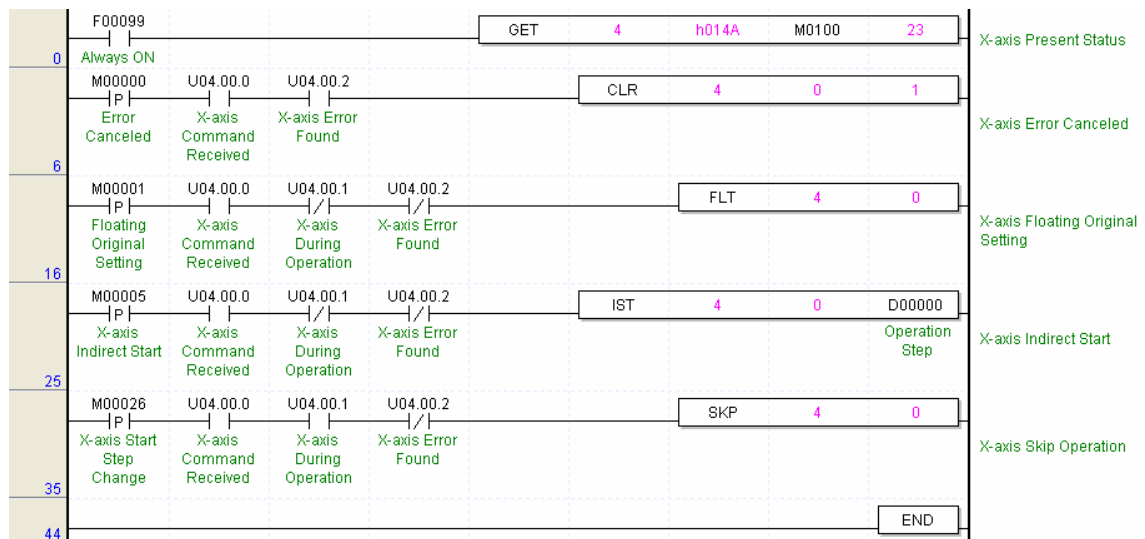 F00099
GET 4 h014A M0100 23
X-axis Present Status
0 Always ON
M00000 U04.00.0 U04.00.2
P
CLR 4 0 1
Error X-axis X-axis Error
Canceled Command Found
Received
X-axis Error Canceled
6
M00001 U04.00.0 U04.00.1 U04.00.2
P
FLT 4 0
Floating X-axis X-axis X-axis Error
Original Command During Found
Setting Received Operation
X-axis Floating Original
Setting
16
M00005 U04.00.0 U04.00.1 U04.00.2
P
IST 4 0 D00000
X-axis X-axis X-axis X-axis Error Operation
Indirect Start Command During Found Step
Received Operation
X-axis Indirect Start
25
M00026 U04.00.0 U04.00.1 U04.00.2
P
SKP 4 0
X-axis Start X-axis X-axis X-axis Error
Step Command During Found
Change Received Operation
X-axis Skip Operation
35
END
44